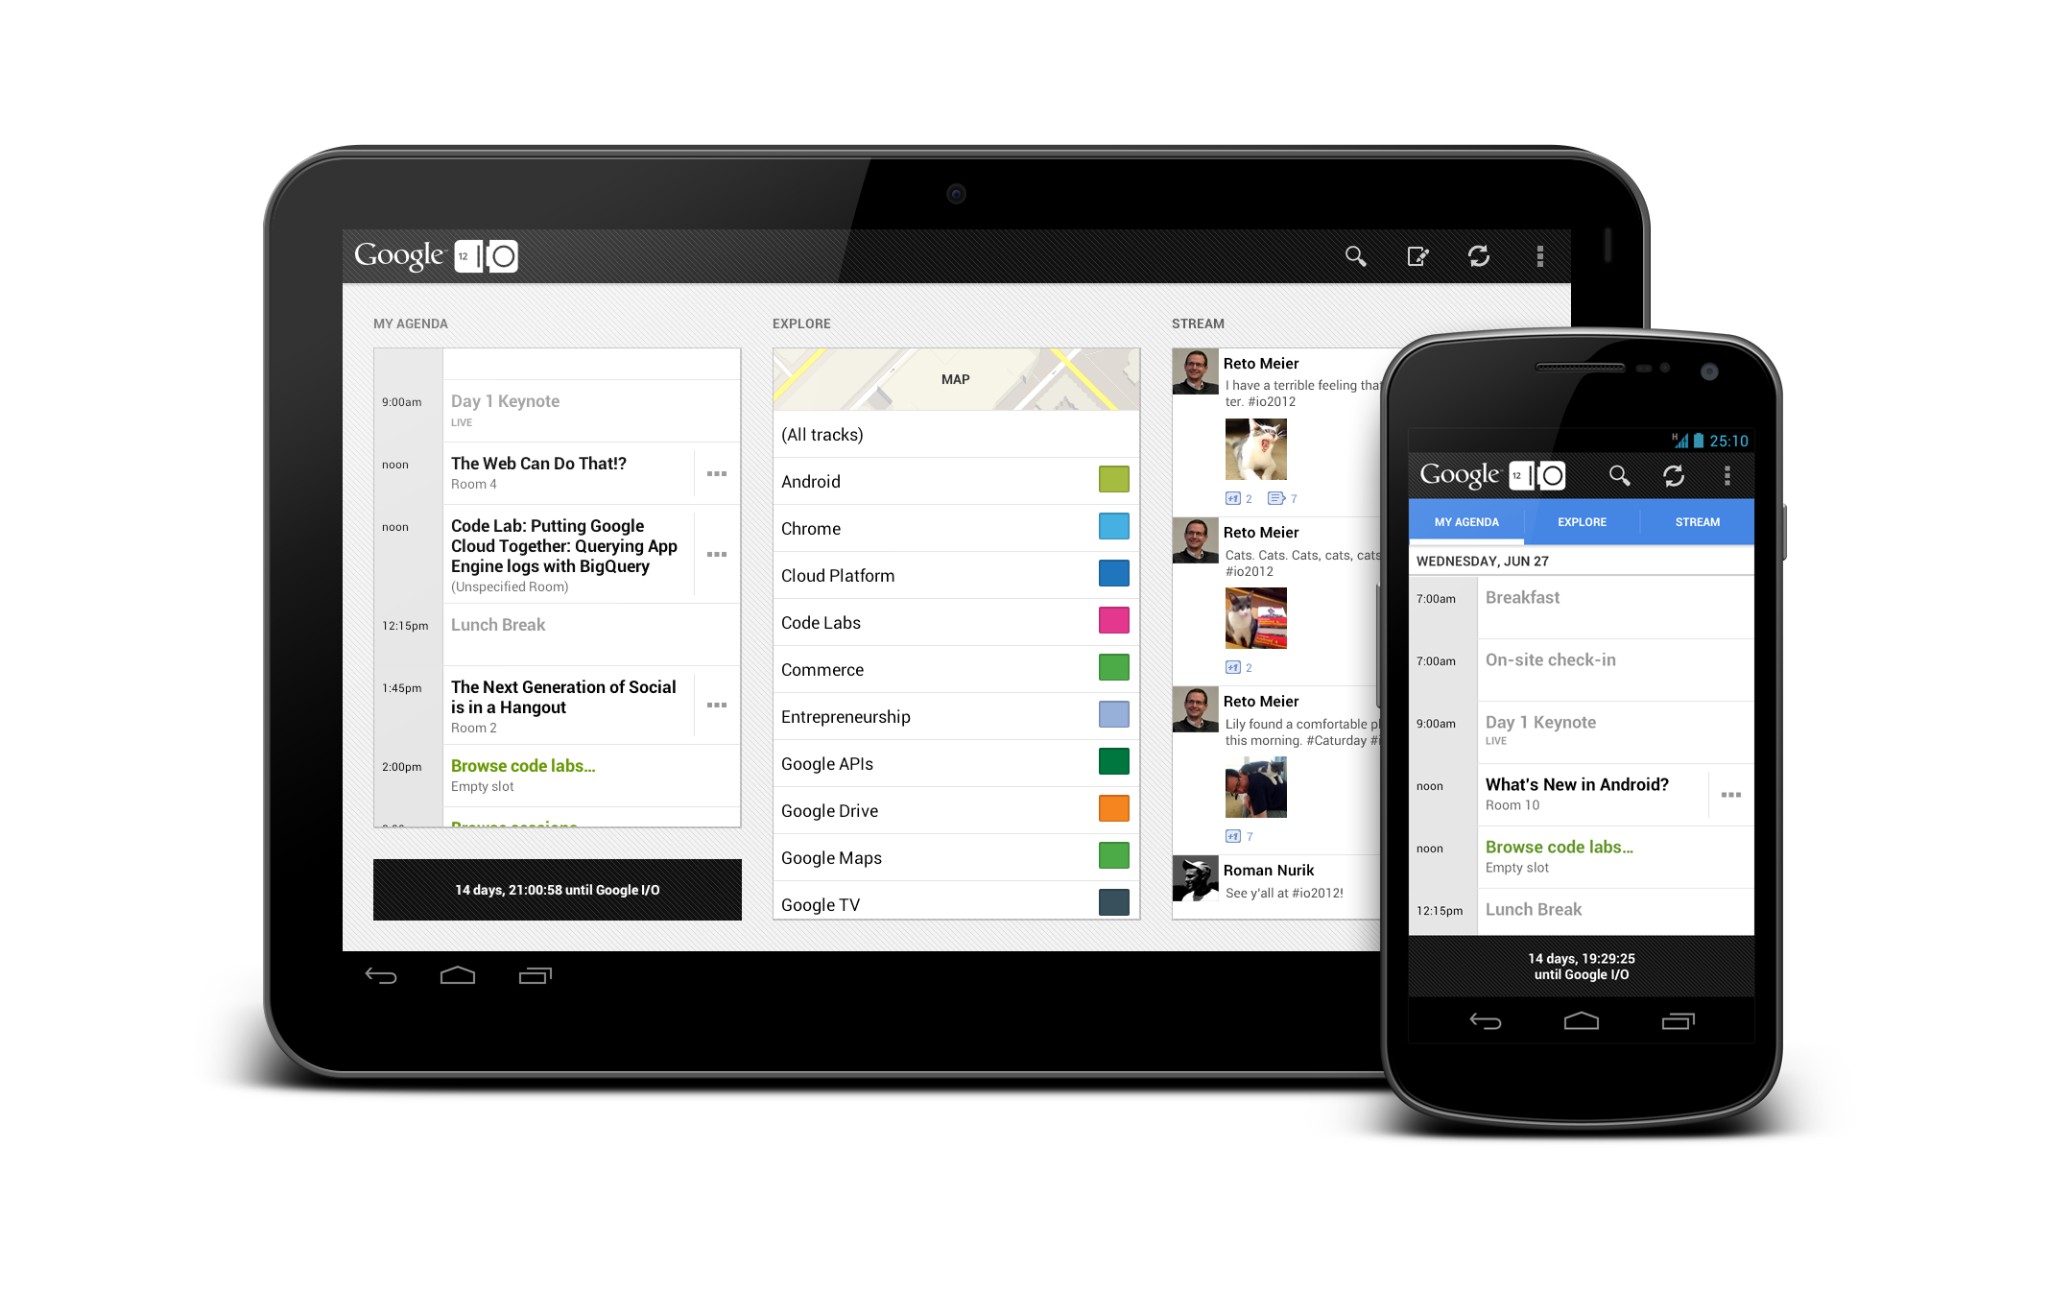 Google 12 IO
MY AGENDA
9:00am
Day 1 Keynote
LIVE
noon
The Web Can Do That!?
Room 4
noon
Code Lab: Putting Google
Cloud Together: Querying App
Engine logs with BigQuery
(Unspecified Room)
12:15pm
Lunch Break
1:45pm
The Next Generation of Social
is in a Hangout
Room 2
2:00pm
Browse code labs...
Empty slot
Browse sessions
14 days, 21:00:58 until Google I/O
EXPLORE
MAP
(All tracks)
Android
Chrome
Cloud Platform
Code Labs
Commerce
Entrepreneurship
Google APIs
Google Drive
Google Maps
Google TV
STREAM
Reto Meier
I have a terrible feeling that
ter. #io2012
+1 2 7
Reto Meier
Cats. Cats. Cats, cats, cats
#io2012
+1 2
Reto Meier
Lily found a comfortable
this morning. #Caturday
+1 7
Roman Nurik
See y'all at #io2012!
H 25:10
Google 12 IO
MY AGENDA
EXPLORE
STREAM
WEDNESDAY, JUN 27
7:00am
Breakfast
7:00am
On-site check-in
9:00am
Day 1 Keynote
LIVE
noon
What's New in Android?
Room 10
noon
Browse code labs...
Empty slot
12:15pm
Lunch Break
14 days, 19:29:25
until Google I/O